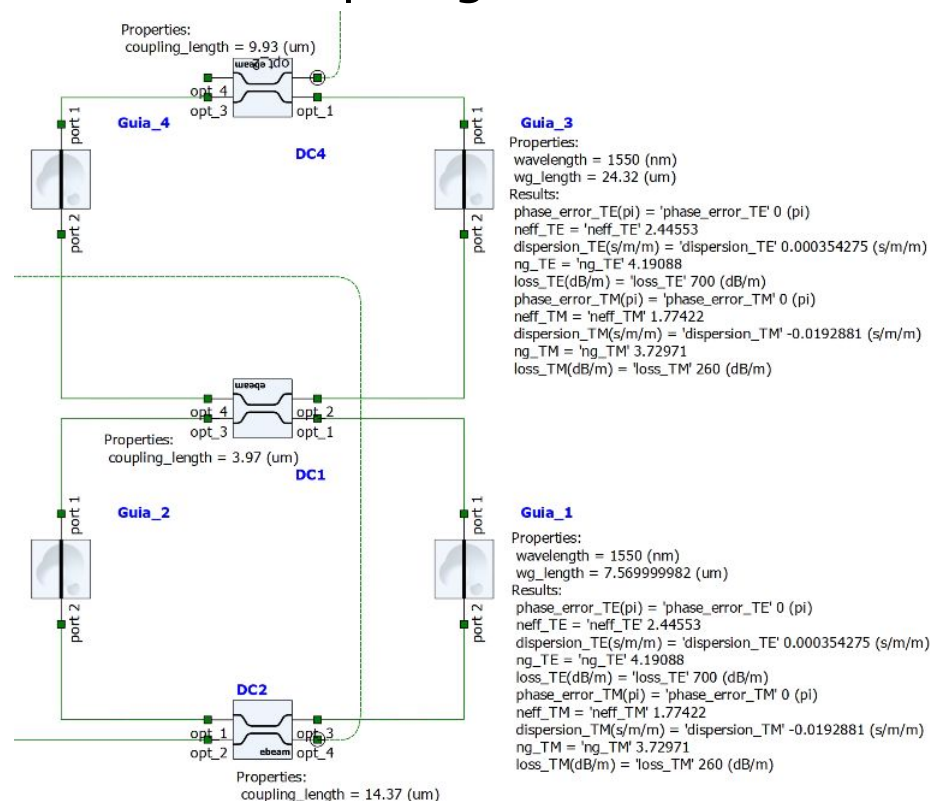 Properties:
coupling_length = 9.93 (um)
ebeam
opt_2
opt_4
opt_3
opt_1
port 1
Guia_4
port 1
Guia_3
DC4
Properties:
wavelength = 1550 (nm)
wg_length = 24.32 (um)
Results:
phase_error_TE(pi) = 'phase_error_TE' 0 (pi)
neff_TE = 'neff_TE' 2.44553
dispersion_TE(s/m/m) = 'dispersion_TE' 0.000354275 (s/m/m)
ng_TE = 'ng_TE' 4.19088
loss_TE(dB/m) = 'loss_TE' 700 (dB/m)
phase_error_TM(pi) = 'phase_error_TM' 0 (pi)
neff_TM = 'neff_TM' 1.77422
dispersion_TM(s/m/m) = 'dispersion_TM' -0.0192881 (s/m/m)
ng_TM = 'ng_TM' 3.72971
loss_TM(dB/m) = 'loss_TM' 260 (dB/m)
port 2
port 2
ebeam
opt_4
opt_2
opt_3
opt_1
Properties:
coupling_length = 3.97 (um)
DC1
port 1
Guia_2
port 1
Guia_1
Properties:
wavelength = 1550 (nm)
wg_length = 7.569999982 (um)
Results:
phase_error_TE(pi) = 'phase_error_TE' 0 (pi)
neff_TE = 'neff_TE' 2.44553
dispersion_TE(s/m/m) = 'dispersion_TE' 0.000354275 (s/m/m)
ng_TE = 'ng_TE' 4.19088
loss_TE(dB/m) = 'loss_TE' 700 (dB/m)
phase_error_TM(pi) = 'phase_error_TM' 0 (pi)
neff_TM = 'neff_TM' 1.77422
dispersion_TM(s/m/m) = 'dispersion_TM' -0.0192881 (s/m/m)
ng_TM = 'ng_TM' 3.72971
loss_TM(dB/m) = 'loss_TM' 260 (dB/m)
port 2
port 2
DC2
opt_1
opt_3
opt_2
ebeam
opt_4
Properties:
coupling_length = 14.37 (um)